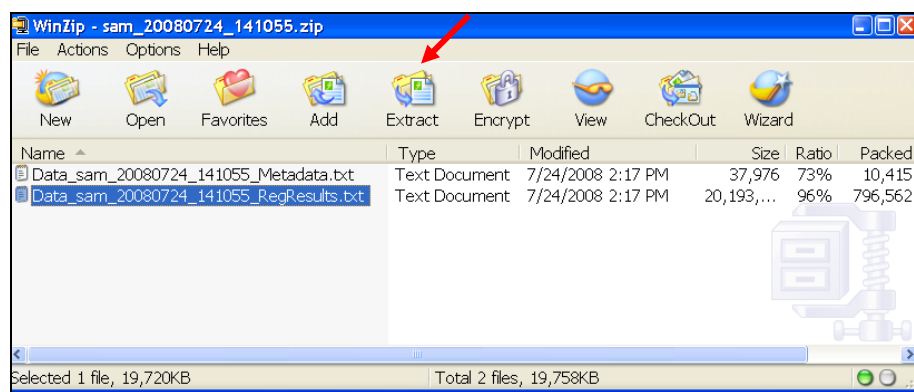 WinZip - sam_20080724_141055.zip
File Actions Options Help
New Open Favorites Add Extract Encrypt View CheckOut Wizard
Name Type Modified Size Ratio Packed
Data_sam_20080724_141055_Metadata.txt Text Document 7/24/2008 2:17 PM 37,976 73% 10,415
Data_sam_20080724_141055_RegResults.txt Text Document 7/24/2008 2:17 PM 20,193,... 96% 796,562
Selected 1 file, 19,720KB Total 2 files, 19,758KB